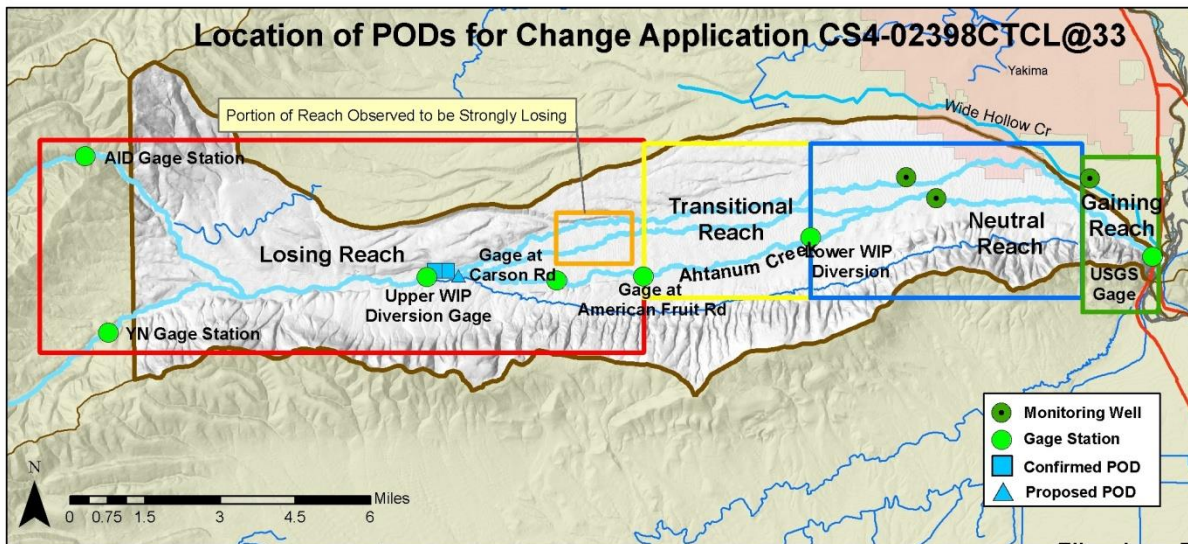 Location of PODs for Change Application CS4-02398CTCL@33
Yakima
Portion of Reach Observed to be Strongly Losing
Wide Hollow Cr
AID Gage Station
Transitional
Reach
Gaining
Reach
Losing Reach
Neutral
Reach
Gage at
Carson Rd
Lower WIP
Diversion
Ahtanum Creek
Upper WIP
Diversion Gage
Gage at
American Fruit Rd
USGS
Gage
YN Gage Station
Monitoring Well
Gage Station
Confirmed POD
Proposed POD
N
Miles
0 0.75 1.5 3 4.5 6